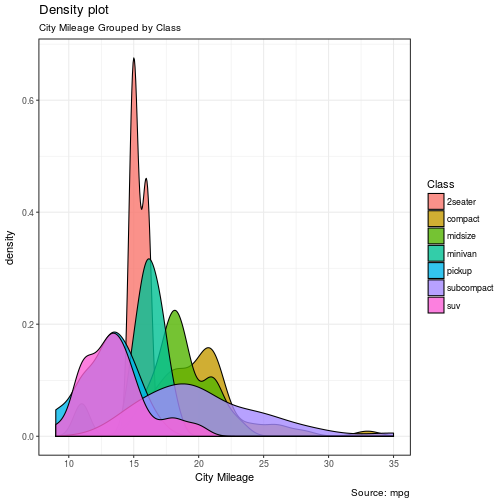 Density plot
City Mileage Grouped by Class
0.6
0.4
0.2
0.0
density
10 15 20 25 30 35
City Mileage
Source: mpg
Class
2seater
compact
midsize
minivan
pickup
subcompact
suv